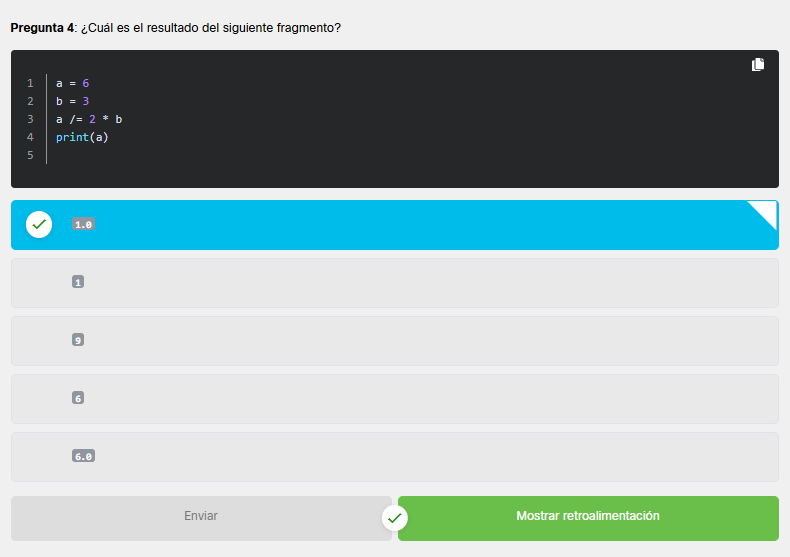 Pregunta 4: ¿Cuál es el resultado del siguiente fragmento?
1 a = 6
2 b = 3
3 a /= 2 * b
4 print(a)
5
1.0
1
9
6
6.0
Enviar
Mostrar retroalimentación